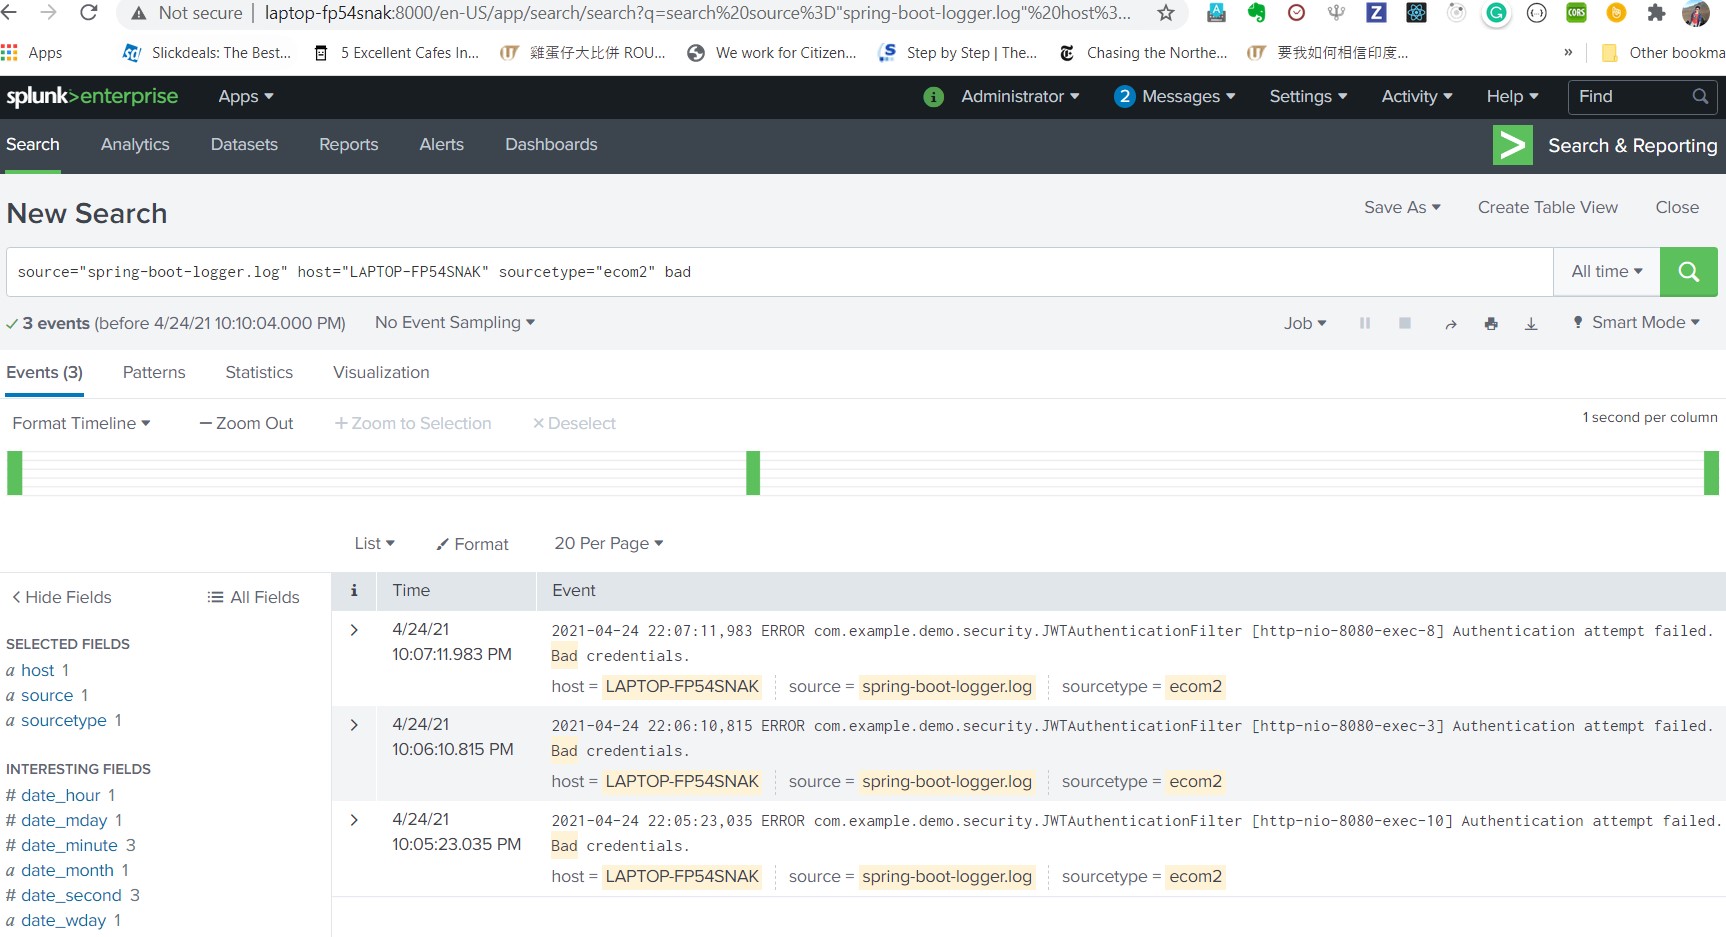 Not secure | laptop-fp54snak:8000/en-US/app/search/search?q=search%20source%3D"spring-boot-logger.log"%20host%3...
Apps Slickdeals: The Best... 5 Excellent Cafes In... 雞蛋仔大比併 ROU... We work for Citizen... Step by Step | The... Chasing the Northe... 要我如何相信印度... » Other bookma
splunk>enterprise Apps Administrator 2 Messages Settings Activity Help Find
Search Analytics Datasets Reports Alerts Dashboards Search & Reporting
New Search Save As Create Table View Close
source="spring-boot-logger.log" host="LAPTOP-FP54SNAK" sourcetype="ecom2" bad All time
3 events (before 4/24/21 10:10:04.000 PM) No Event Sampling Job Smart Mode
Events (3) Patterns Statistics Visualization
Format Timeline — Zoom Out + Zoom to Selection × Deselect 1 second per column
List Format 20 Per Page
< Hide Fields All Fields
i Time Event
SELECTED FIELDS
a host 1
a source 1
a sourcetype 1
INTERESTING FIELDS
# date_hour 1
# date_mday 1
# date_minute 3
a date_month 1
# date_second 3
a date_wday 1
> 4/24/21 2021-04-24 22:07:11,983 ERROR com.example.demo.security.JWTAuthenticationFilter [http-nio-8080-exec-8] Authentication attempt failed.
10:07:11.983 PM Bad credentials.
host = LAPTOP-FP54SNAK source = spring-boot-logger.log sourcetype = ecom2
> 4/24/21 2021-04-24 22:06:10,815 ERROR com.example.demo.security.JWTAuthenticationFilter [http-nio-8080-exec-3] Authentication attempt failed.
10:06:10.815 PM Bad credentials.
host = LAPTOP-FP54SNAK source = spring-boot-logger.log sourcetype = ecom2
> 4/24/21 2021-04-24 22:05:23,035 ERROR com.example.demo.security.JWTAuthenticationFilter [http-nio-8080-exec-10] Authentication attempt failed.
10:05:23.035 PM Bad credentials.
host = LAPTOP-FP54SNAK source = spring-boot-logger.log sourcetype = ecom2